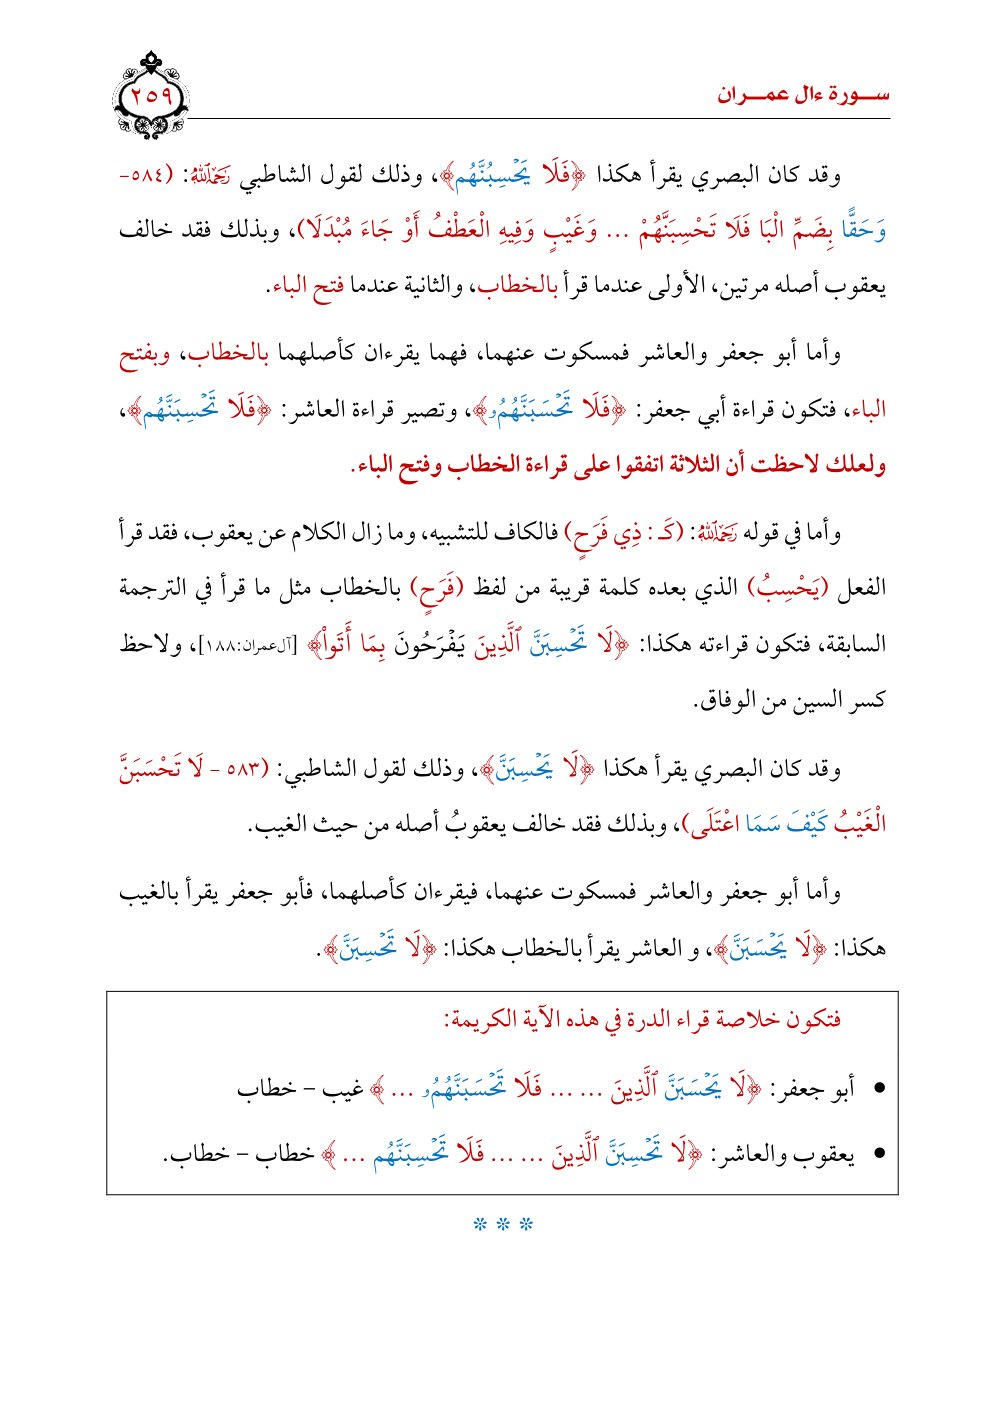 سـورة ءال عمـران
٢٥٩
وقد كان البصري يقرأ هكذا ﴿فَلَا يَحْسِبُنَّهُم﴾، وذلك لقول الشاطبي رَحِمَهُ ٱللَّهُ: (٥٨٤-
وَحَقًّا بِضَمِّ الْبَا فَلَا تَحْسِبَنَّهُمْ ... وَغَيْبٍ وَفِيهِ الْعَطْفُ أَوْ جَاءَ مُبْدَلَا)، وبذلك فقد خالف
يعقوب أصله مرتين، الأولى عندما قرأ بالخطاب، والثانية عندما فتح الباء.
وأما أبو جعفر والعاشر فمسكوت عنهما، فهما يقرءان كأصلهما بالخطاب، وبفتح
الباء، فتكون قراءة أبي جعفر: ﴿فَلَا تَحْسَبَنَّهُمُۥ﴾، وتصير قراءة العاشر: ﴿فَلَا تَحْسِبَنَّهُم﴾،
ولعلك لاحظت أن الثلاثة اتفقوا على قراءة الخطاب وفتح الباء.
وأما في قوله رَحِمَهُ ٱللَّهُ: (كَـ : ذِي فَرَحٍ) فالكاف للتشبيه، وما زال الكلام عن يعقوب، فقد قرأ
الفعل (يَحْسِبُ) الذي بعده كلمة قريبة من لفظ (فَرَحٍ) بالخطاب مثل ما قرأ في الترجمة
السابقة، فتكون قراءته هكذا: ﴿لَا تَحْسِبَنَّ ٱلَّذِينَ يَفْرَحُونَ بِمَا أَتَواْ﴾ [آل عمران:١٨٨]، ولاحظ
كسر السين من الوفاق.
وقد كان البصري يقرأ هكذا ﴿لَا يَحْسِبَنَّ﴾، وذلك لقول الشاطبي: (٥٨٣ - لَا تَحْسَبَنَّ
الْغَيْبُ كَيْفَ سَمَا اعْتَلَى)، وبذلك فقد خالف يعقوبُ أصله من حيث الغيب.
وأما أبو جعفر والعاشر فمسكوت عنهما، فيقرءان كأصلهما، فأبو جعفر يقرأ بالغيب
هكذا: ﴿لَا يَحْسَبَنَّ﴾، و العاشر يقرأ بالخطاب هكذا: ﴿لَا تَحْسِبَنَّ﴾.
فتكون خلاصة قراء الدرة في هذه الآية الكريمة:
• أبو جعفر: ﴿لَا يَحْسَبَنَّ ٱلَّذِينَ ... ... فَلَا تَحْسَبَنَّهُمُۥ ... ﴾ غيب – خطاب
• يعقوب والعاشر: ﴿لَا تَحْسِبَنَّ ٱلَّذِينَ ... ... فَلَا تَحْسِبَنَّهُم ... ﴾ خطاب – خطاب.
* * *